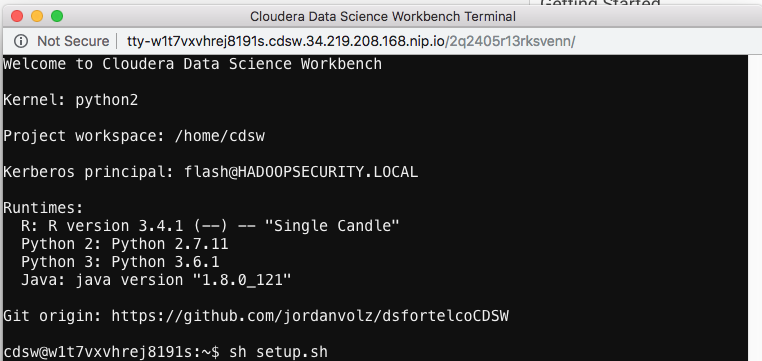 Getting Started
Cloudera Data Science Workbench Terminal
Not Secure | tty-w1t7vxvhrej8191s.cdsw.34.219.208.168.nip.io/2q2405r13rksvenn/
Welcome to Cloudera Data Science Workbench
Kernel: python2
Project workspace: /home/cdsw
Kerberos principal: flash@HADOOPSECURITY.LOCAL
Runtimes:
R: R version 3.4.1 (--) -- "Single Candle"
Python 2: Python 2.7.11
Python 3: Python 3.6.1
Java: java version "1.8.0_121"
Git origin: https://github.com/jordanvolz/dsfortelcoCDSW
cdsw@w1t7vxvhrej8191s:~$ sh setup.sh